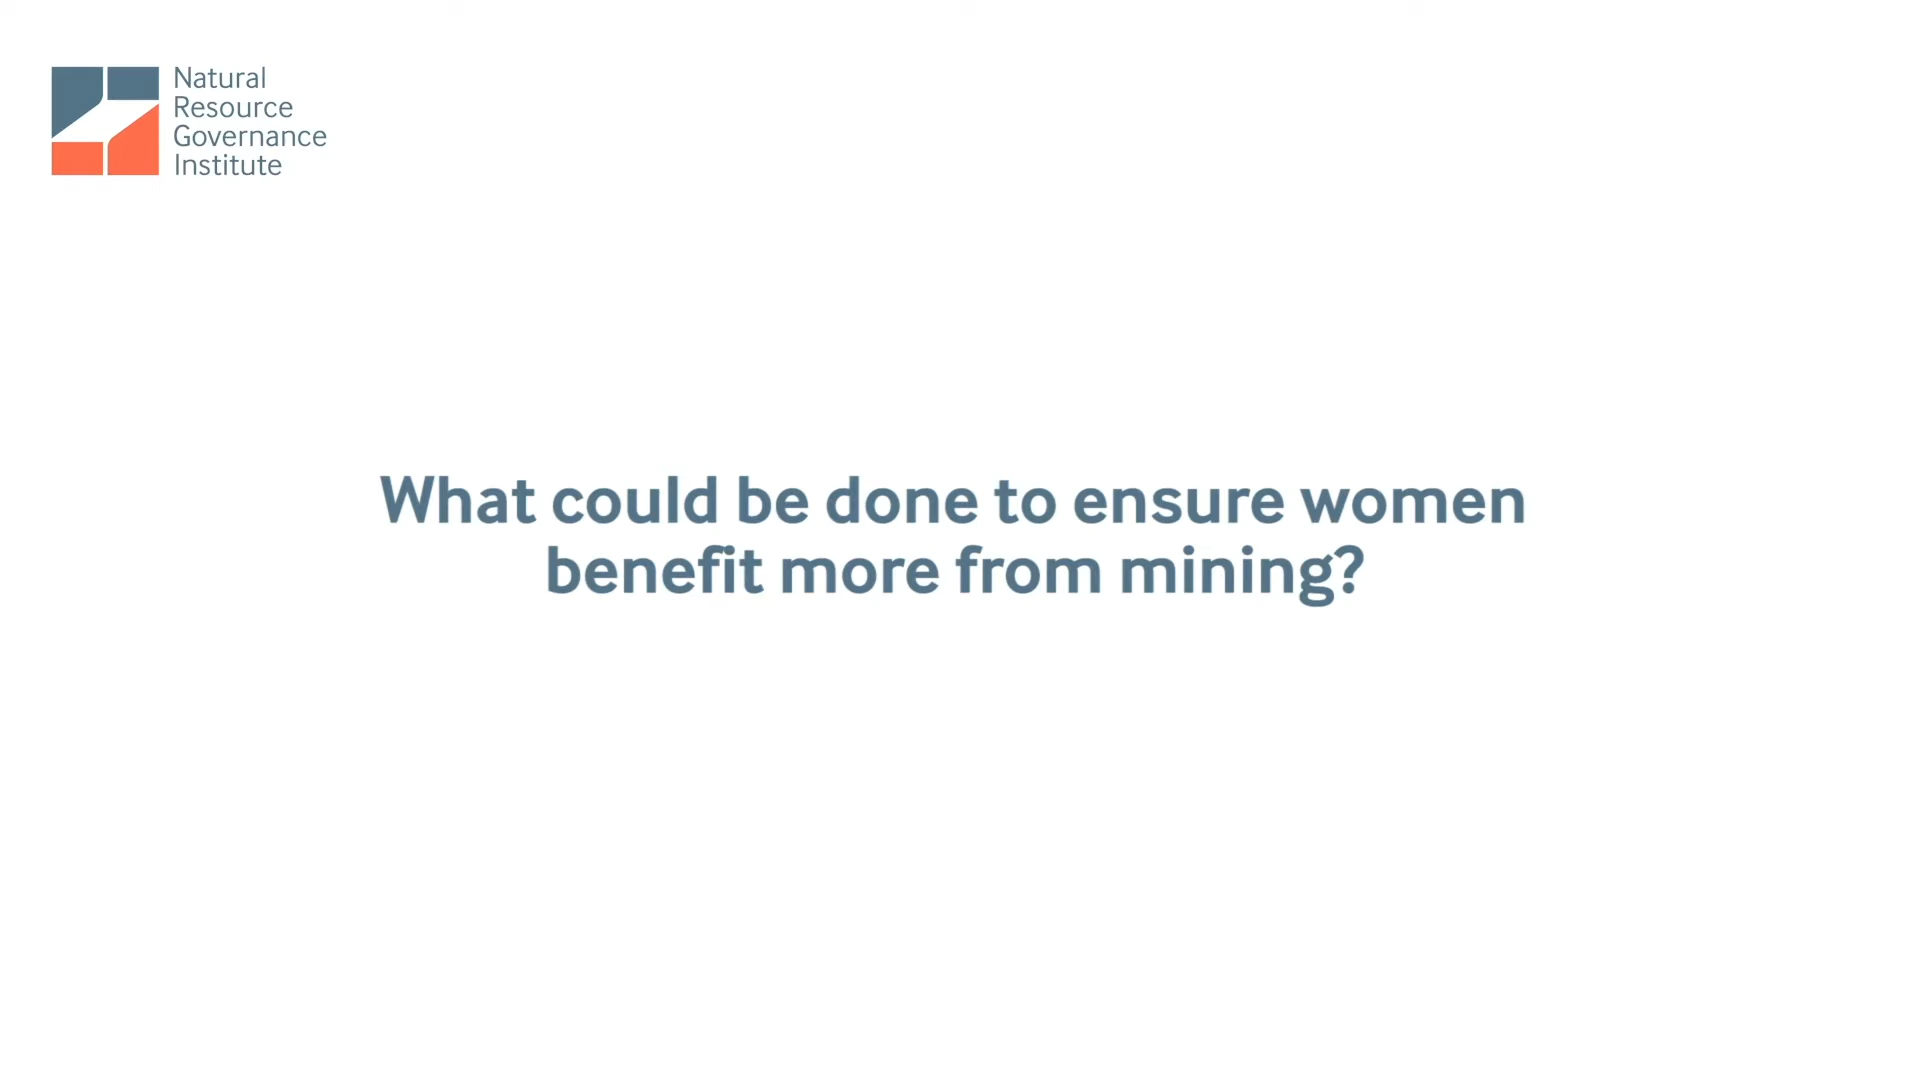 Natural
Resource
Governance
Institute
What could be done to ensure women
benefit more from mining?